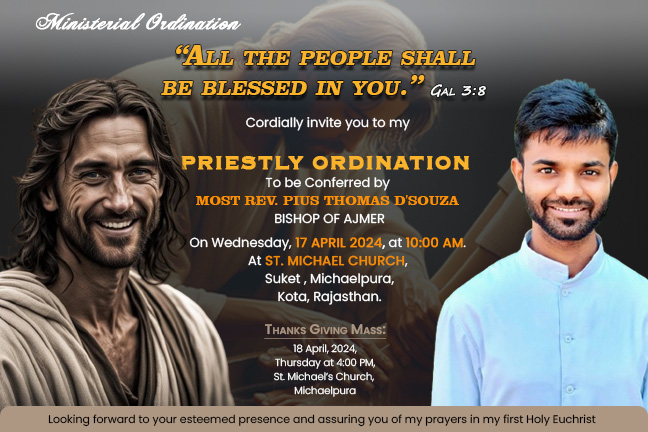 Ministerial Ordination
“All the people shall
be blessed in you.” Gal 3:8
Cordially invite you to my
PRIESTLY ORDINATION
To be Conferred by
MOST REV. PIUS THOMAS D'SOUZA
BISHOP OF AJMER
On Wednesday, 17 APRIL 2024, at 10:00 AM.
At ST. MICHAEL CHURCH,
Suket , Michaelpura,
Kota, Rajasthan.
Thanks Giving Mass:
18 April, 2024,
Thursday at 4:00 PM,
St. Michael's Church,
Michaelpura
Looking forward to your esteemed presence and assuring you of my prayers in my first Holy Euchrist